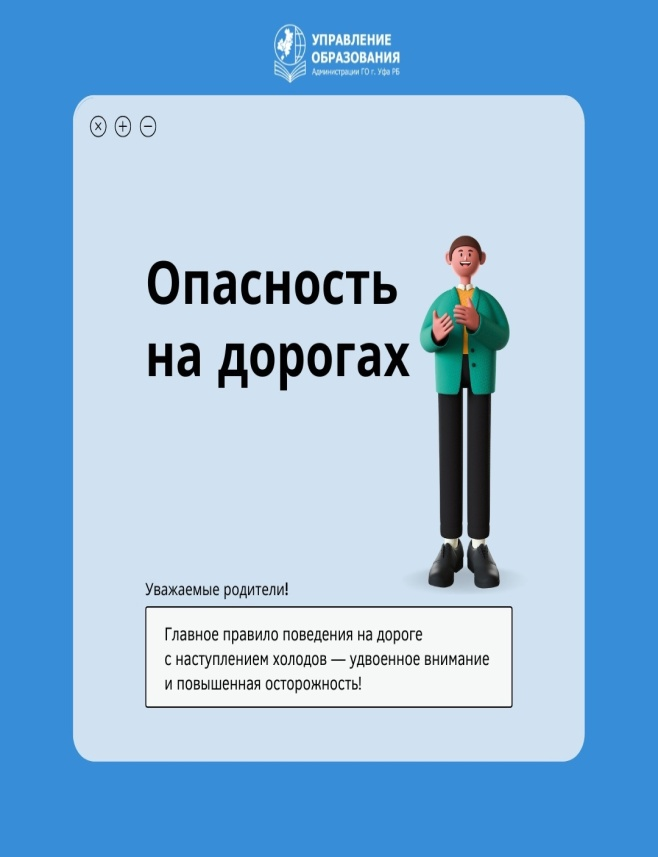 УПРАВЛЕНИЕ
ОБРАЗОВАНИЯ
Администрации ГО г. Уфа РБ
Опасность
на дорогах
Уважаемые родители!
Главное правило поведения на дороге
с наступлением холодов — удвоенное внимание
и повышенная осторожность!